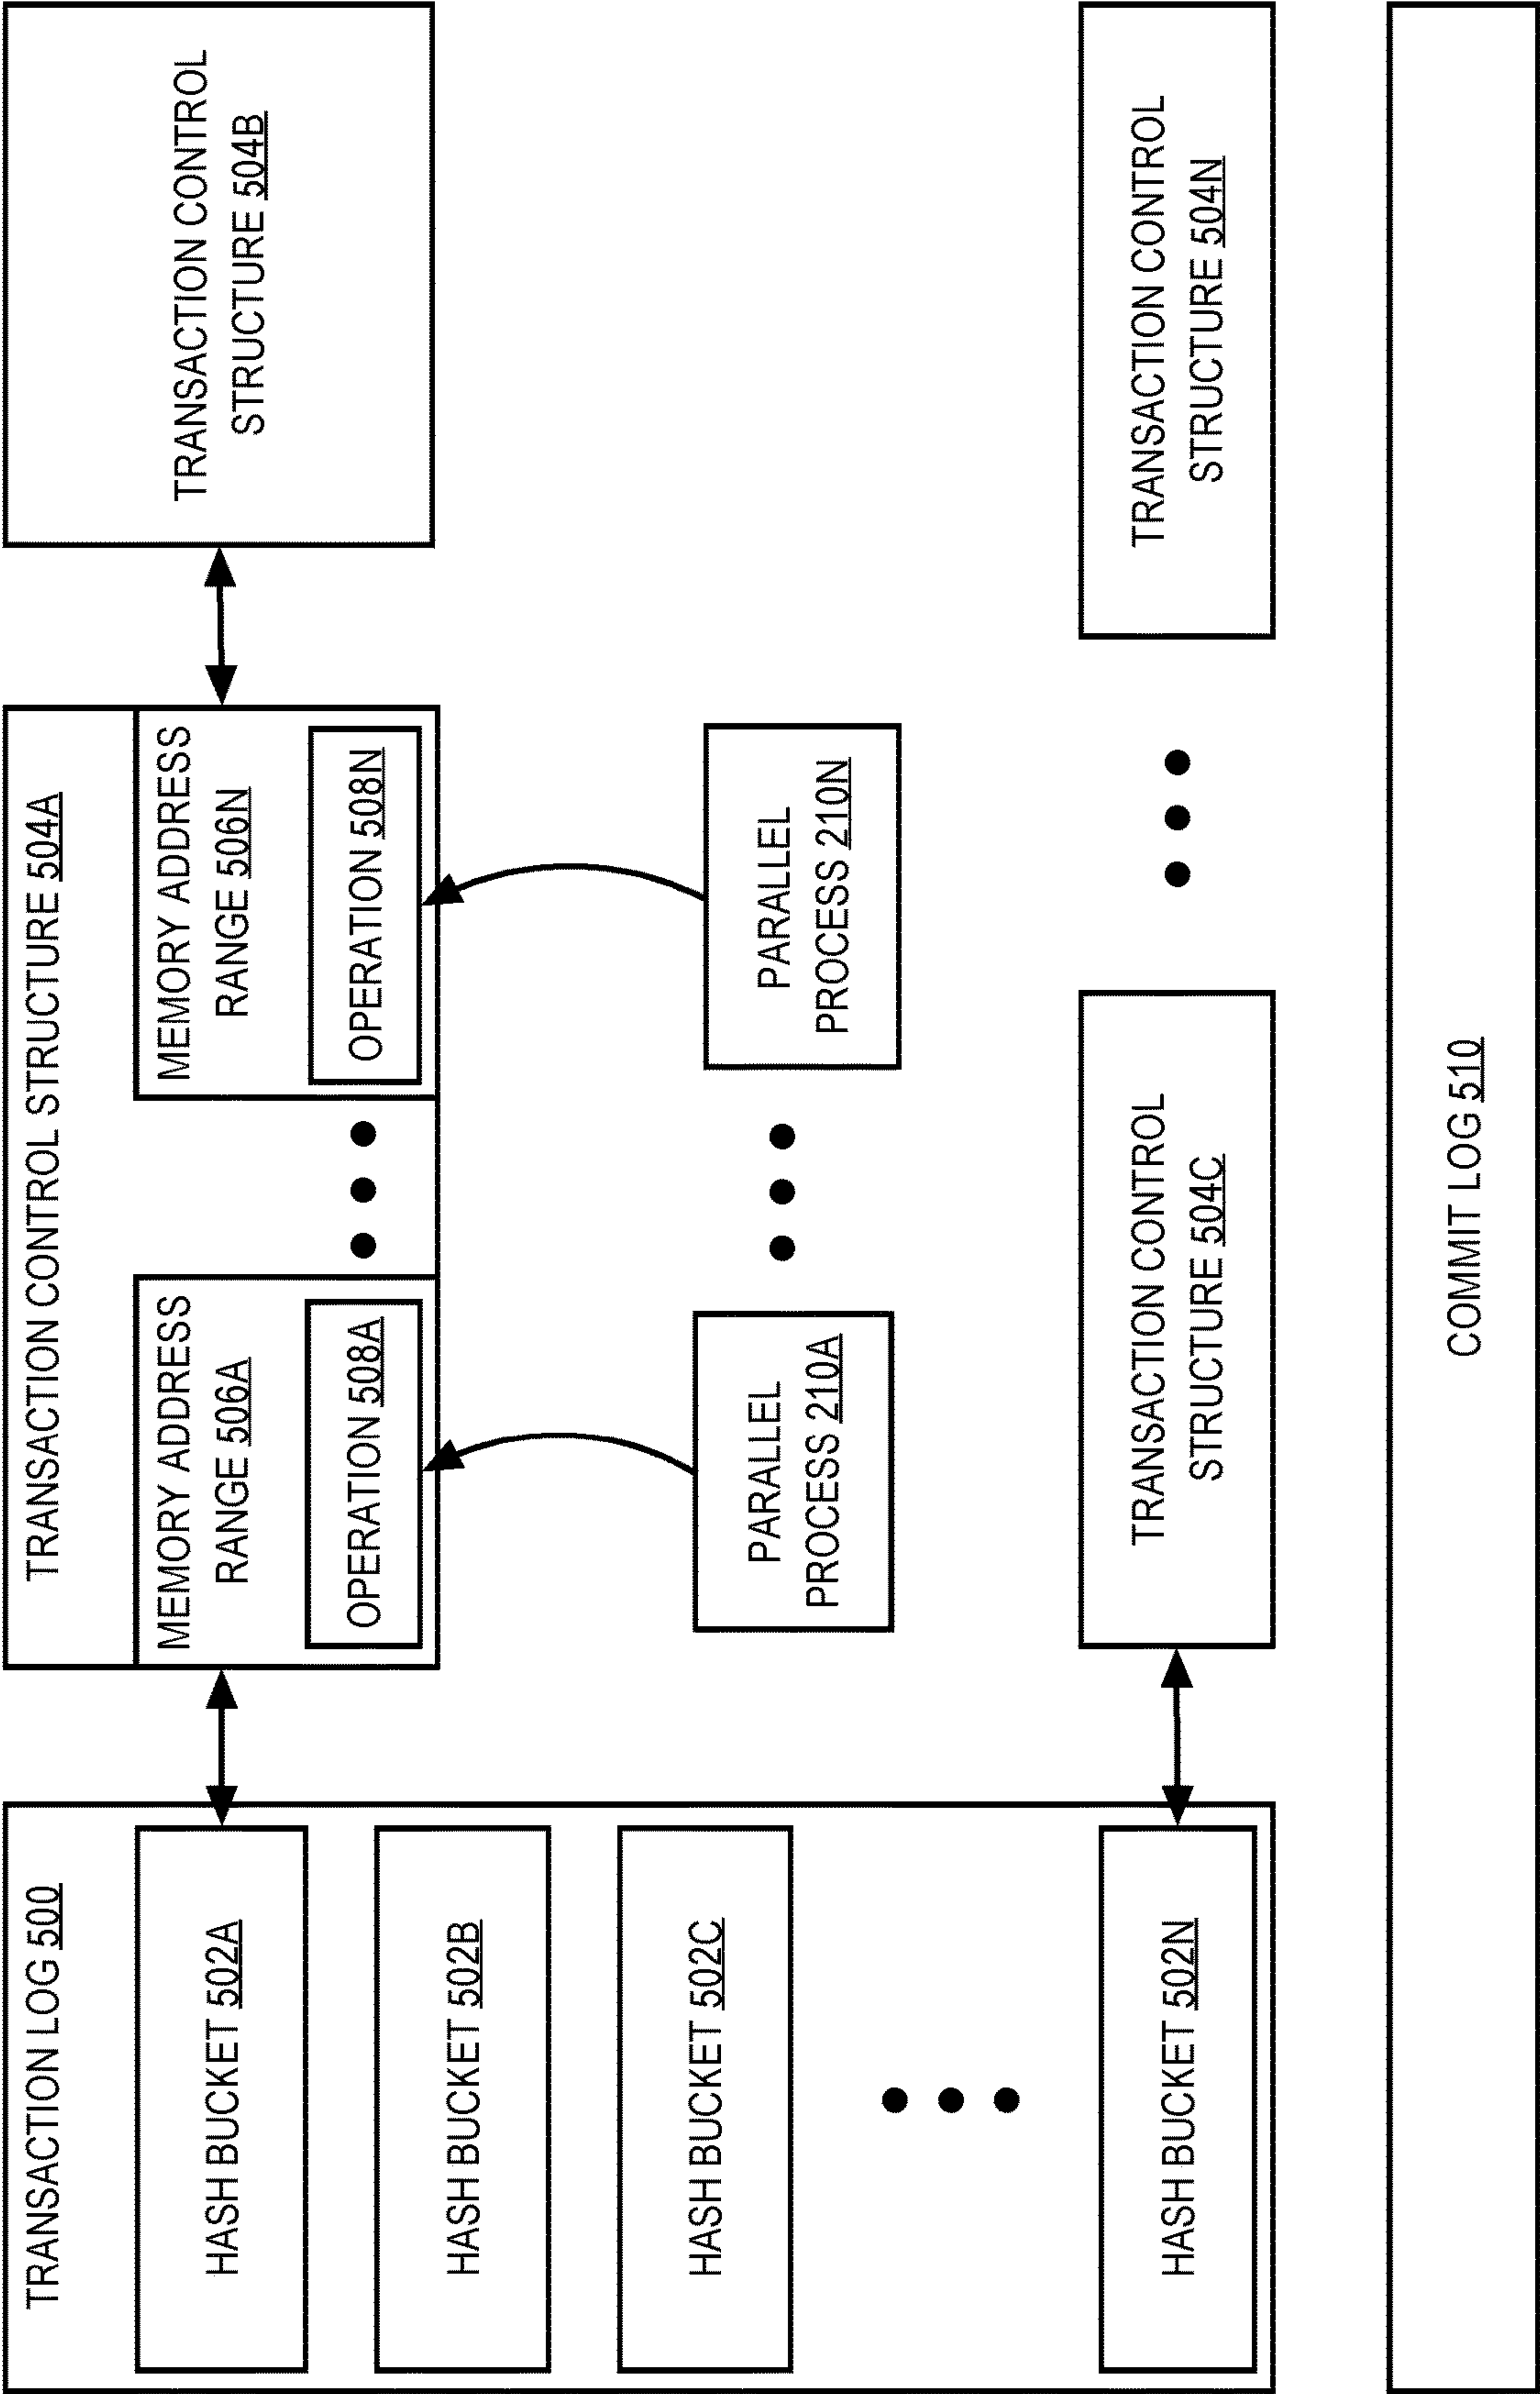 TRANSACTION LOG 500
HASH BUCKET 502A
HASH BUCKET 502B
HASH BUCKET 502C
HASH BUCKET 502N
TRANSACTION CONTROL STRUCTURE 504A
MEMORY ADDRESS
RANGE 506A
OPERATION 508A
MEMORY ADDRESS
RANGE 506N
OPERATION 508N
TRANSACTION CONTROL
STRUCTURE 504B
PARALLEL
PROCESS 210A
PARALLEL
PROCESS 210N
TRANSACTION CONTROL
STRUCTURE 504C
TRANSACTION CONTROL
STRUCTURE 504N
COMMIT LOG 510